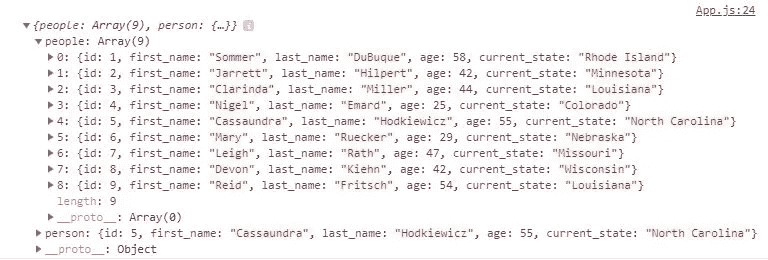 App.js:24
▼{people: Array(9), person: {…}} i
▼people: Array(9)
▶0: {id: 1, first_name: "Sommer", last_name: "DuBuque", age: 58, current_state: "Rhode Island"}
▶1: {id: 2, first_name: "Jarrett", last_name: "Hilpert", age: 42, current_state: "Minnesota"}
▶2: {id: 3, first_name: "Clarinda", last_name: "Miller", age: 44, current_state: "Louisiana"}
▶3: {id: 4, first_name: "Nigel", last_name: "Emard", age: 25, current_state: "Colorado"}
▶4: {id: 5, first_name: "Cassaundra", last_name: "Hodkiewicz", age: 55, current_state: "North Carolina"}
▶5: {id: 6, first_name: "Mary", last_name: "Ruecker", age: 29, current_state: "Nebraska"}
▶6: {id: 7, first_name: "Leigh", last_name: "Rath", age: 47, current_state: "Missouri"}
▶7: {id: 8, first_name: "Devon", last_name: "Kiehn", age: 42, current_state: "Wisconsin"}
▶8: {id: 9, first_name: "Reid", last_name: "Fritsch", age: 54, current_state: "Louisiana"}
length: 9
▶__proto__: Array(0)
▶person: {id: 5, first_name: "Cassaundra", last_name: "Hodkiewicz", age: 55, current_state: "North Carolina"}
▶__proto__: Object